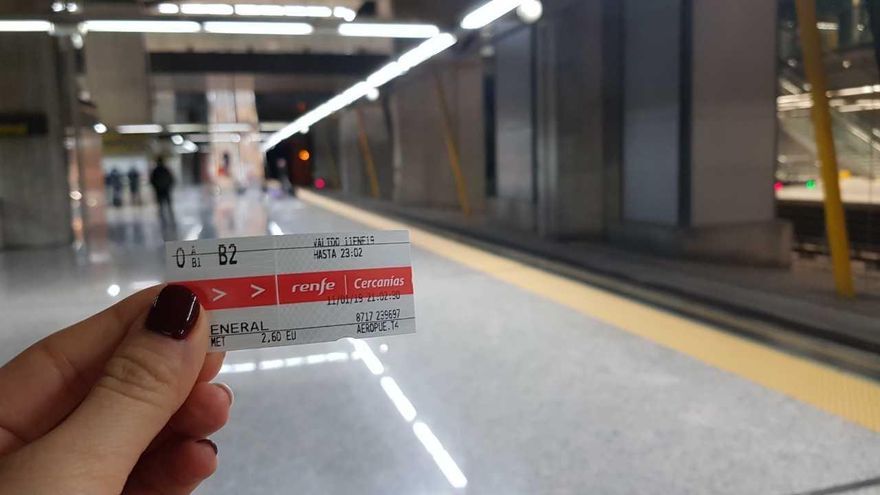 0 A B1 B2
VALIDO 11ENE19
HASTA 23:02
> > renfe Cercanías
11/01/19 21:02:30
8717 239697
ENERAL
MET 2,60 EU AEROPUE.T4